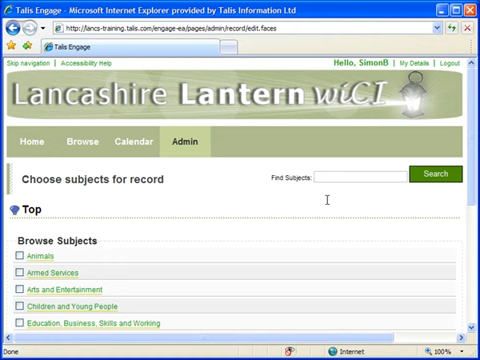 Talis Engage - Microsoft Internet Explorer provided by Talis Information Ltd
http://lancs-training.talis.com/engage-ea/pages/admin/record/edit.faces
Talis Engage
Skip navigation | Accessibility Help
Hello, SimonB | My Details | Logout
Lancashire Lantern wiCI
Home Browse Calendar Admin
Choose subjects for record
Find Subjects: Search
Top
Browse Subjects
Animals
Armed Services
Arts and Entertainment
Children and Young People
Education, Business, Skills and Working
Done Internet 100%